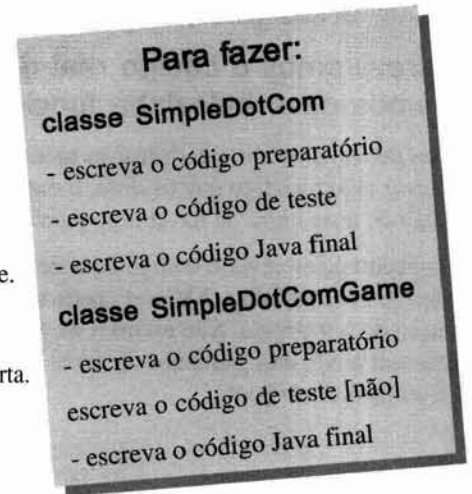 Para fazer:
classe SimpleDotCom
- escreva o código preparatório
- escreva o código de teste
- escreva o código Java final
e.
classe SimpleDotComGame
- escreva o código preparatório
rta.
escreva o código de teste [não]
- escreva o código Java final